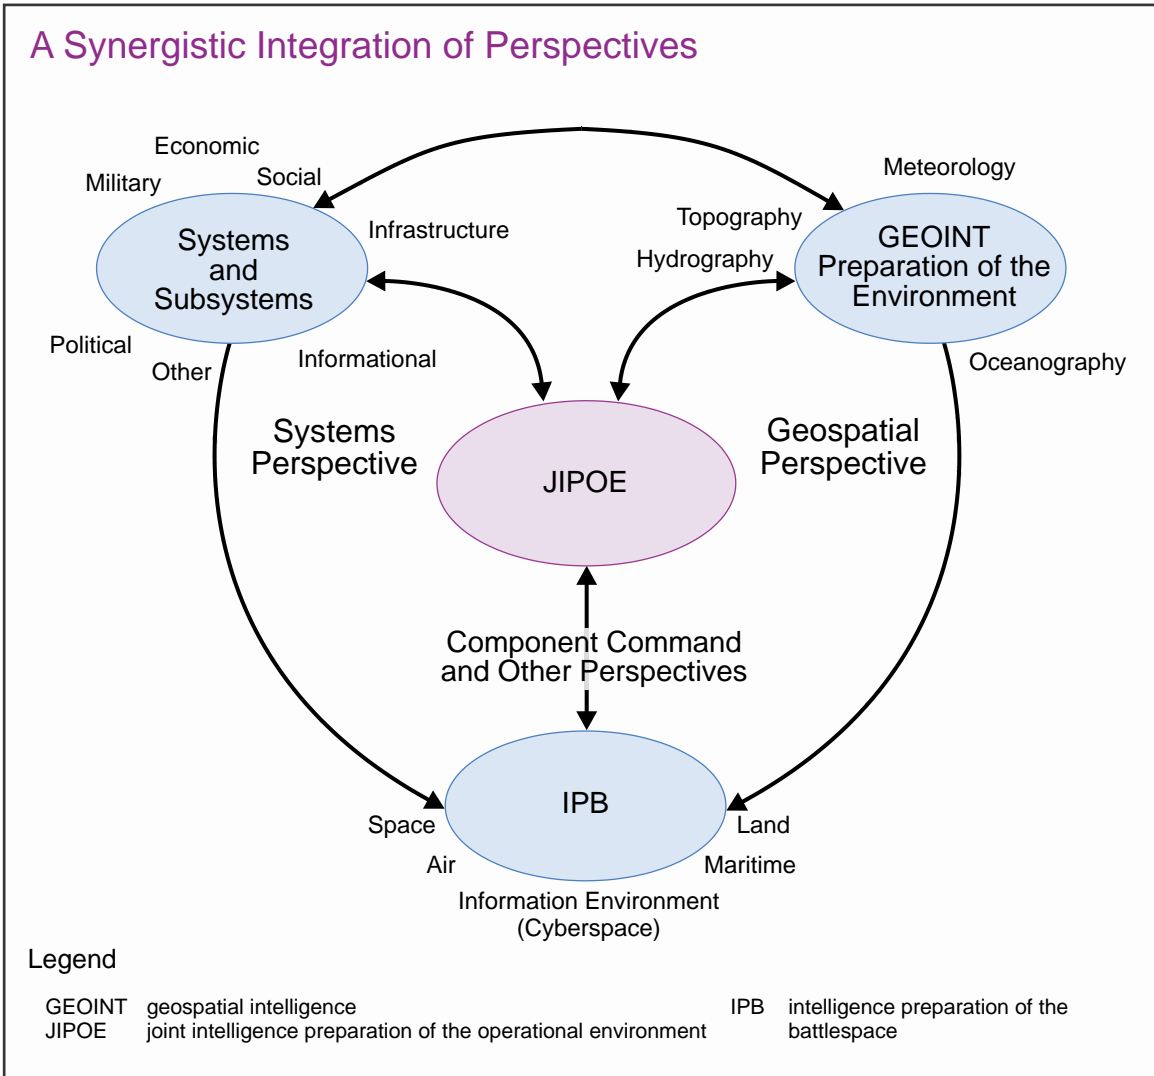 A Synergistic Integration of Perspectives
Economic
Military
Social
Infrastructure
Systems
and
Subsystems
Political
Other
Informational
Meteorology
Topography
Hydrography
GEOINT
Preparation of the
Environment
Oceanography
Systems
Perspective
Geospatial
Perspective
JIPOE
Component Command
and Other Perspectives
IPB
Space
Land
Air
Maritime
Information Environment
(Cyberspace)
Legend
GEOINT geospatial intelligence
JIPOE joint intelligence preparation of the operational environment
IPB intelligence preparation of the
battlespace